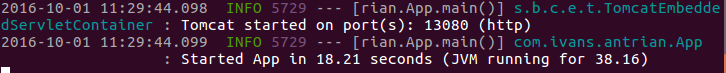 2016-10-01 11:29:44.098  INFO 5729 --- [rian.App.main()] s.b.c.e.t.TomcatEmbedde
dServletContainer : Tomcat started on port(s): 13080 (http)
2016-10-01 11:29:44.099  INFO 5729 --- [rian.App.main()] com.ivans.antrian.App
                  : Started App in 18.21 seconds (JVM running for 38.16)